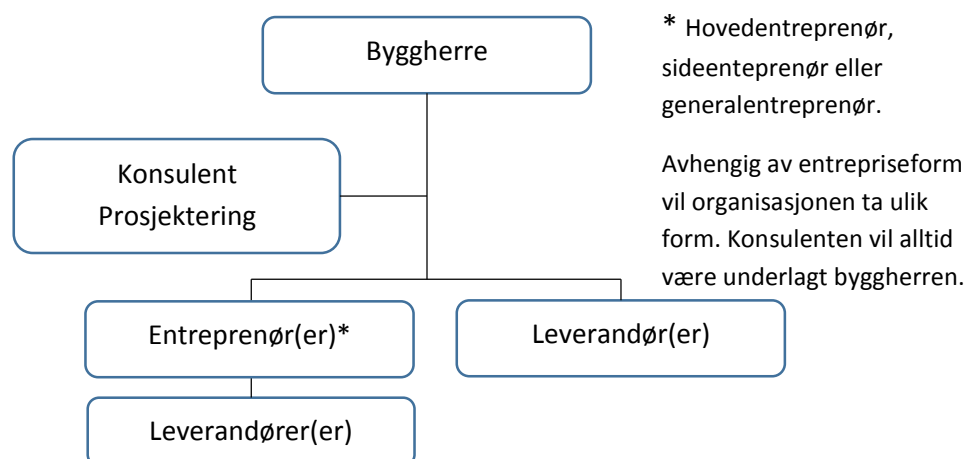 Byggherre
Konsulent
Prosjektering
Entreprenør(er)*
Leverandør(er)
Leverandører(er)
* Hovedentreprenør,
sideenteprenør eller
generalentreprenør.
Avhengig av entrepriseform
vil organisasjonen ta ulik
form. Konsulenten vil alltid
være underlagt byggherren.